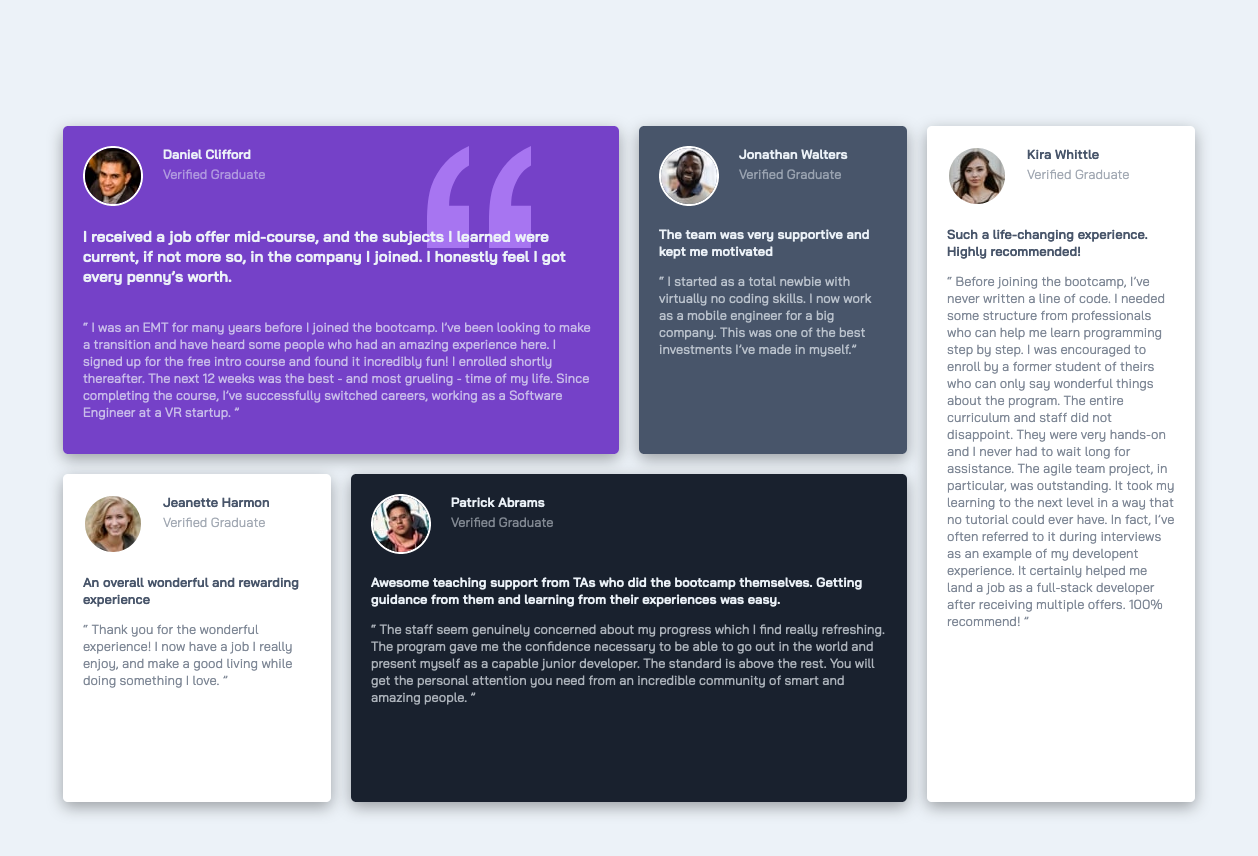 Daniel Clifford
Verified Graduate
I received a job offer mid-course, and the subjects I learned were
current, if not more so, in the company I joined. I honestly feel I got
every penny's worth.
“ I was an EMT for many years before I joined the bootcamp. I've been looking to make
a transition and have heard some people who had an amazing experience here. I
signed up for the free intro course and found it incredibly fun! I enrolled shortly
thereafter. The next 12 weeks was the best - and most grueling - time of my life. Since
completing the course, I've successfully switched careers, working as a Software
Engineer at a VR startup. ”
Jonathan Walters
Verified Graduate
The team was very supportive and
kept me motivated
“ I started as a total newbie with
virtually no coding skills. I now work
as a mobile engineer for a big
company. This was one of the best
investments I've made in myself.“
Kira Whittle
Verified Graduate
Such a life-changing experience.
Highly recommended!
“ Before joining the bootcamp, I've
never written a line of code. I needed
some structure from professionals
who can help me learn programming
step by step. I was encouraged to
enroll by a former student of theirs
who can only say wonderful things
about the program. The entire
curriculum and staff did not
disappoint. They were very hands-on
and I never had to wait long for
assistance. The agile team project, in
particular, was outstanding. It took my
learning to the next level in a way that
no tutorial could ever have. In fact, I've
often referred to it during interviews
as an example of my developent
experience. It certainly helped me
land a job as a full-stack developer
after receiving multiple offers. 100%
recommend! ”
Jeanette Harmon
Verified Graduate
An overall wonderful and rewarding
experience
“ Thank you for the wonderful
experience! I now have a job I really
enjoy, and make a good living while
doing something I love. ”
Patrick Abrams
Verified Graduate
Awesome teaching support from TAs who did the bootcamp themselves. Getting
guidance from them and learning from their experiences was easy.
“ The staff seem genuinely concerned about my progress which I find really refreshing.
The program gave me the confidence necessary to be able to go out in the world and
present myself as a capable junior developer. The standard is above the rest. You will
get the personal attention you need from an incredible community of smart and
amazing people. ”